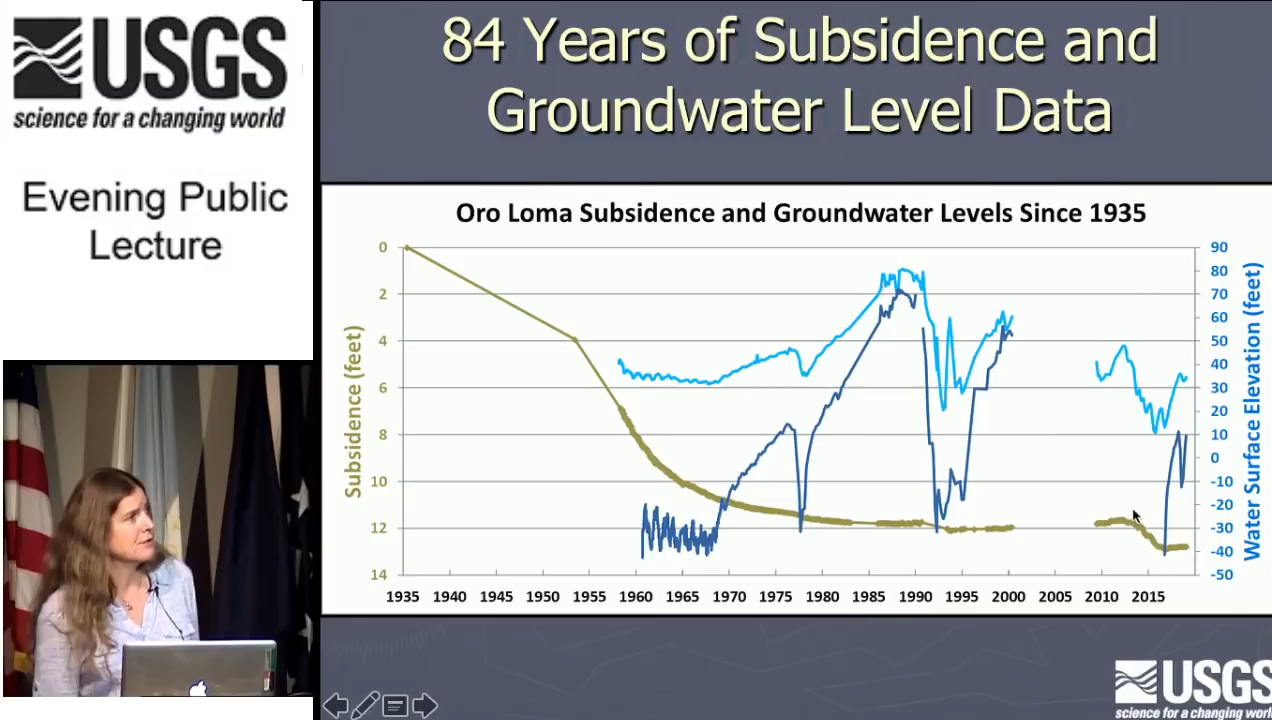 USGS
science for a changing world
Evening Public
Lecture
84 Years of Subsidence and
Groundwater Level Data
Oro Loma Subsidence and Groundwater Levels Since 1935
Subsidence (feet)
0
2
4
6
8
10
12
14
90
80
70
60
50
40
30
20
10
0
-10
-20
-30
-40
-50
Water Surface Elevation (feet)
1935 1940 1945 1950 1955 1960 1965 1970 1975 1980 1985 1990 1995 2000 2005 2010 2015
USGS
science for a changing world